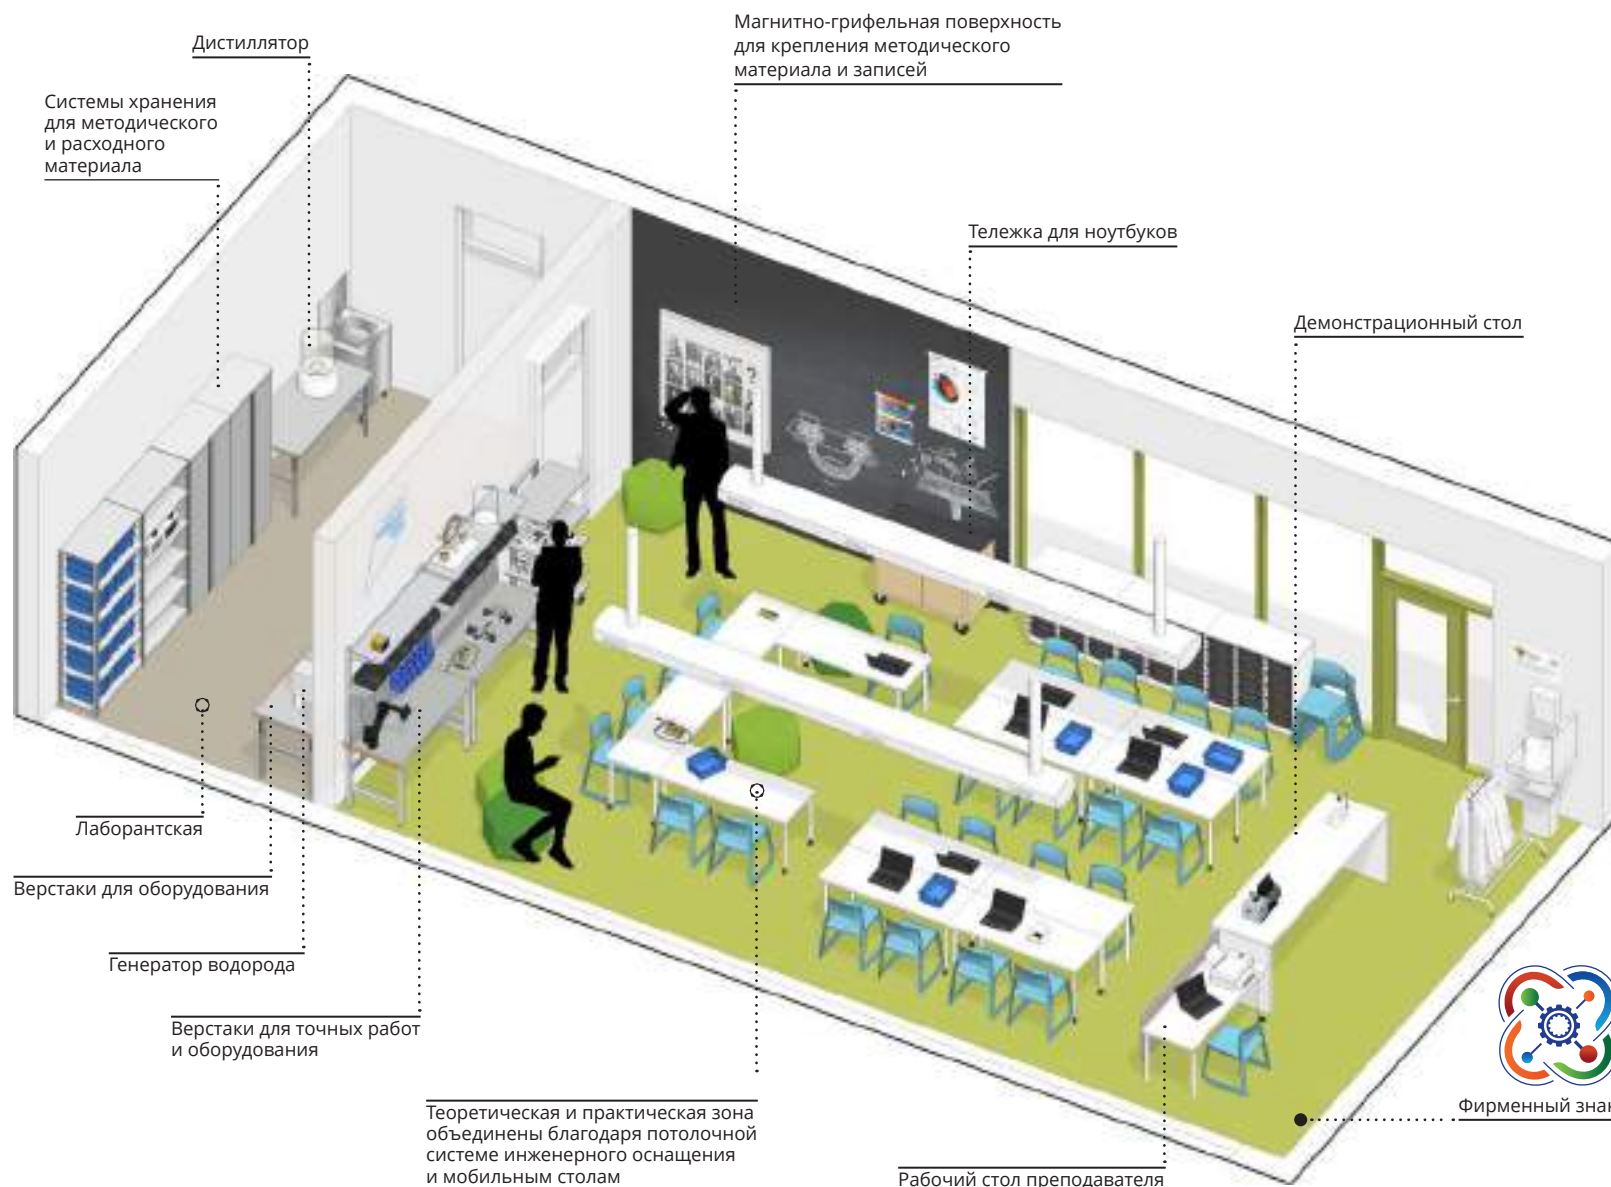 Магнитно-грифельная поверхность
для крепления методического
материала и записей
Дистиллятор
Системы хранения
для методического
и расходного
материала
Тележка для ноутбуков
Демонстрационный стол
Лаборантская
Верстаки для оборудования
Генератор водорода
Верстаки для точных работ
и оборудования
Теоретическая и практическая зона
объединены благодаря потолочной
системе инженерного оснащения
и мобильным столам
Рабочий стол преподавателя
Фирменный знак